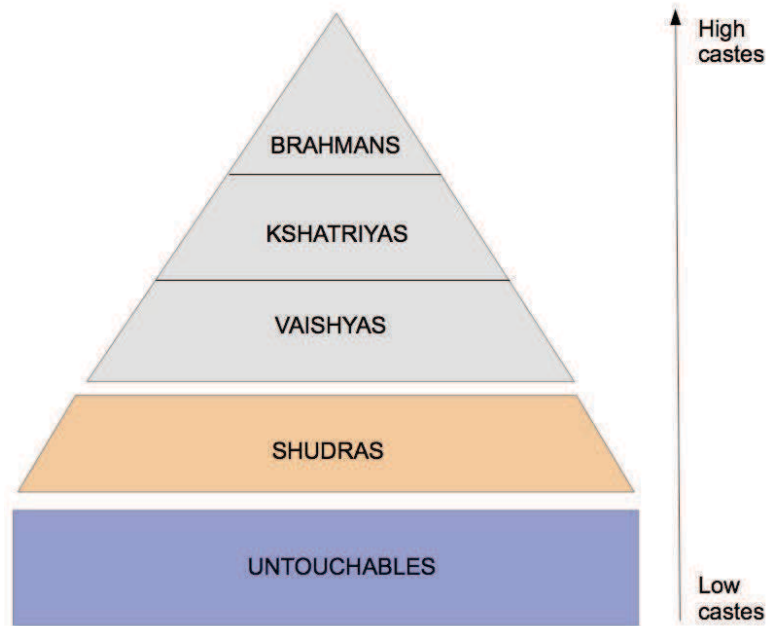 High
castes
BRAHMANS
KSHATRIYAS
VAISHYAS
SHUDRAS
UNTOUCHABLES
Low
castes